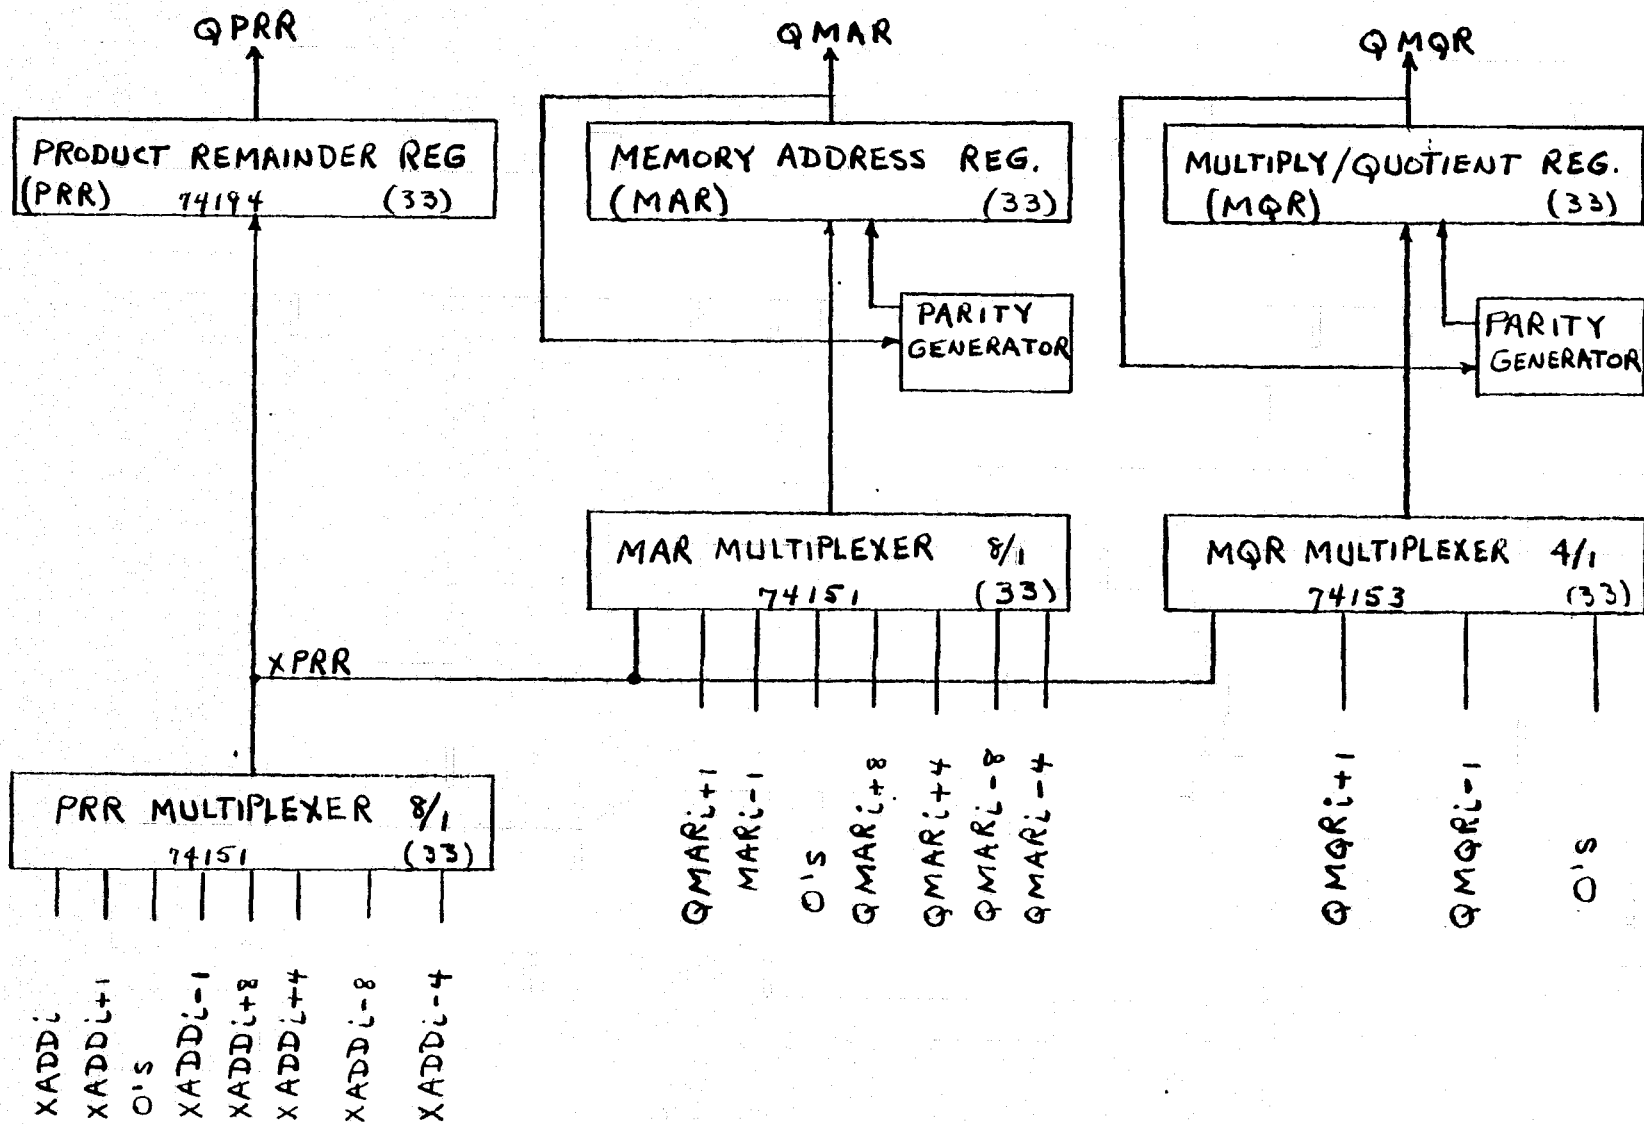 QPRR
QMAR
QMQR
PRODUCT REMAINDER REG
(PRR) 74194 (33)
MEMORY ADDRESS REG.
(MAR) (33)
MULTIPLY/QUOTIENT REG.
(MQR) (33)
PARITY
GENERATOR
PARITY
GENERATOR
MAR MULTIPLEXER 8/1
74151 (33)
MQR MULTIPLEXER 4/1
74153 (33)
XPRR
PRR MULTIPLEXER 8/1
74151 (33)
QMARi+1
MARi-1
0's
QMARi+8
QMARi+4
QMARi-8
QMARi-4
QMQRi+1
QMQRi-1
0's
XADDi
XADDi+1
0's
XADDi-1
XADDi+8
XADDi+4
XADDi-8
XADDi-4